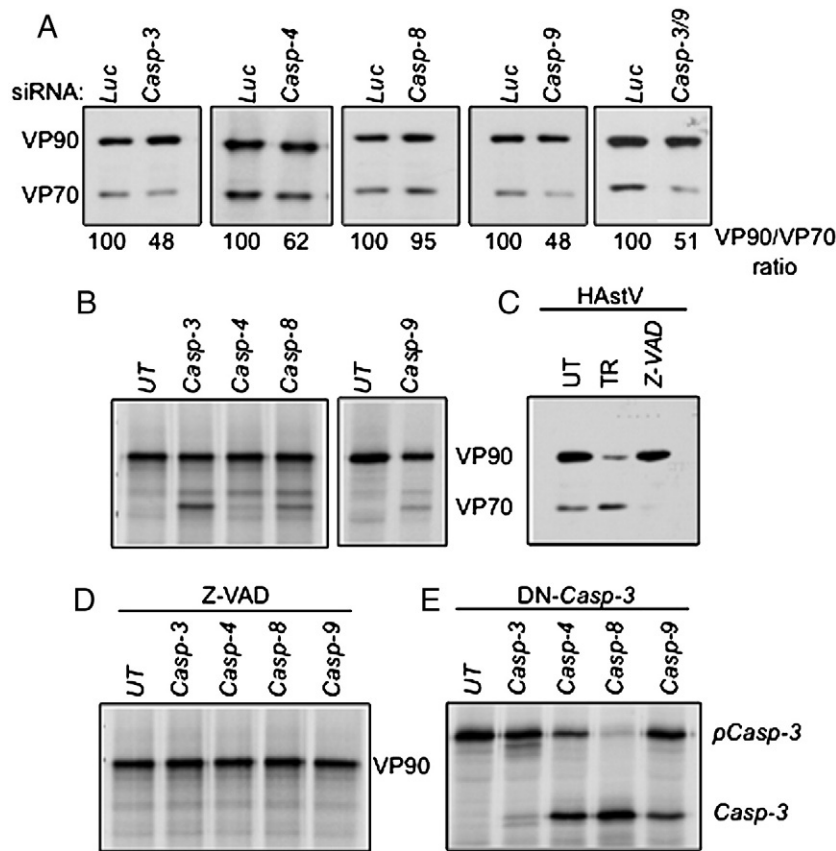 A
siRNA: Luc Casp-3 Luc Casp-4 Luc Casp-8 Luc Casp-9 Luc Casp-3/9
VP90
VP70
100 48 100 62 100 95 100 48 100 51 VP90/VP70
ratio
B
UT Casp-3 Casp-4 Casp-8 UT Casp-9
VP90
VP70
C
HAstV
UT TR Z-VAD
D
Z-VAD
UT Casp-3 Casp-4 Casp-8 Casp-9
VP90
E
DN-Casp-3
UT Casp-3 Casp-4 Casp-8 Casp-9
pCasp-3
Casp-3